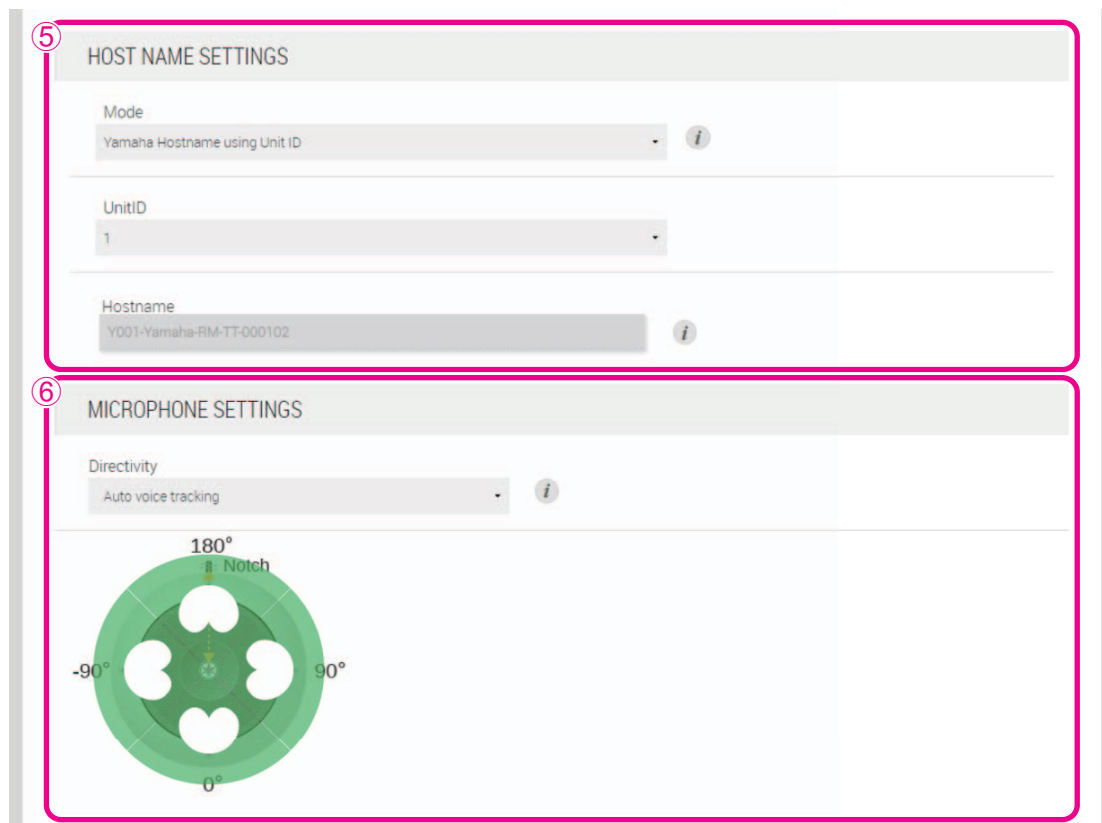 ⑤
HOST NAME SETTINGS
Mode
Yamaha Hostname using Unit ID
i
UnitID
1
Hostname
Y001-Yamaha-RM-TT-000102
i
⑥
MICROPHONE SETTINGS
Directivity
Auto voice tracking
i
180°
Notch
-90°
90°
0°